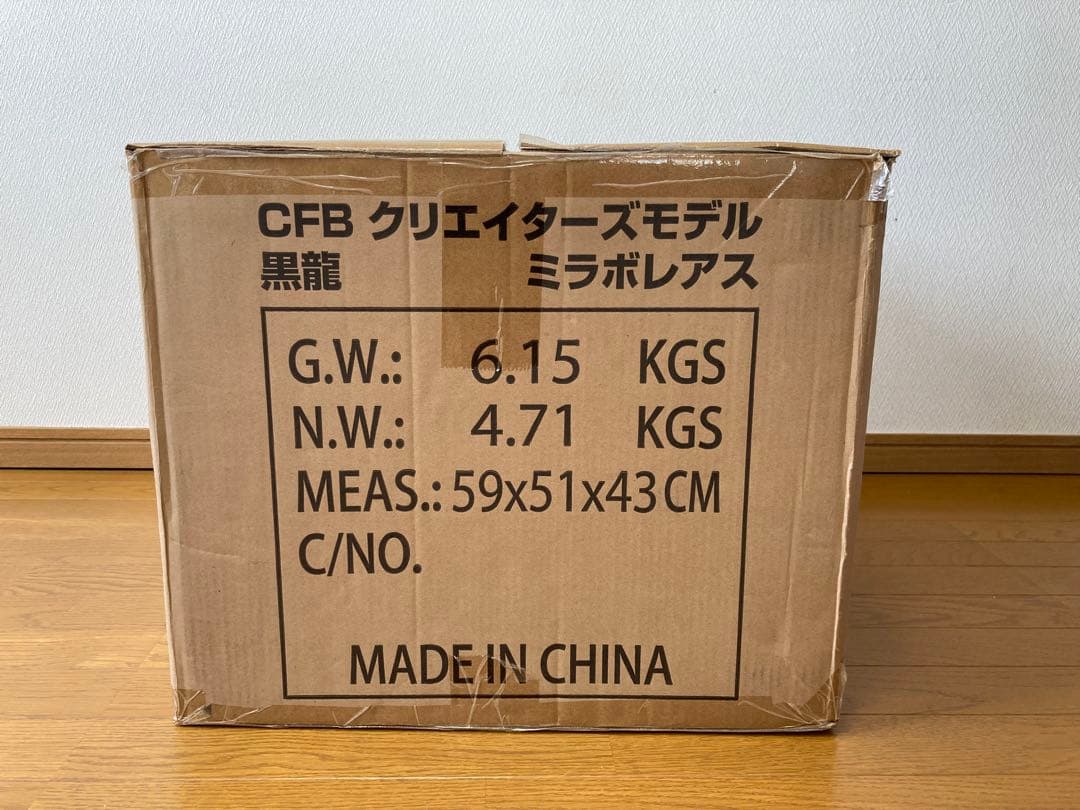 CFB クリエイターズモデル
黒龍 ミラボレアス
G.W.: 6.15 KGS
N.W.: 4.71 KGS
MEAS.: 59x51x43 CM
C/NO.
MADE IN CHINA